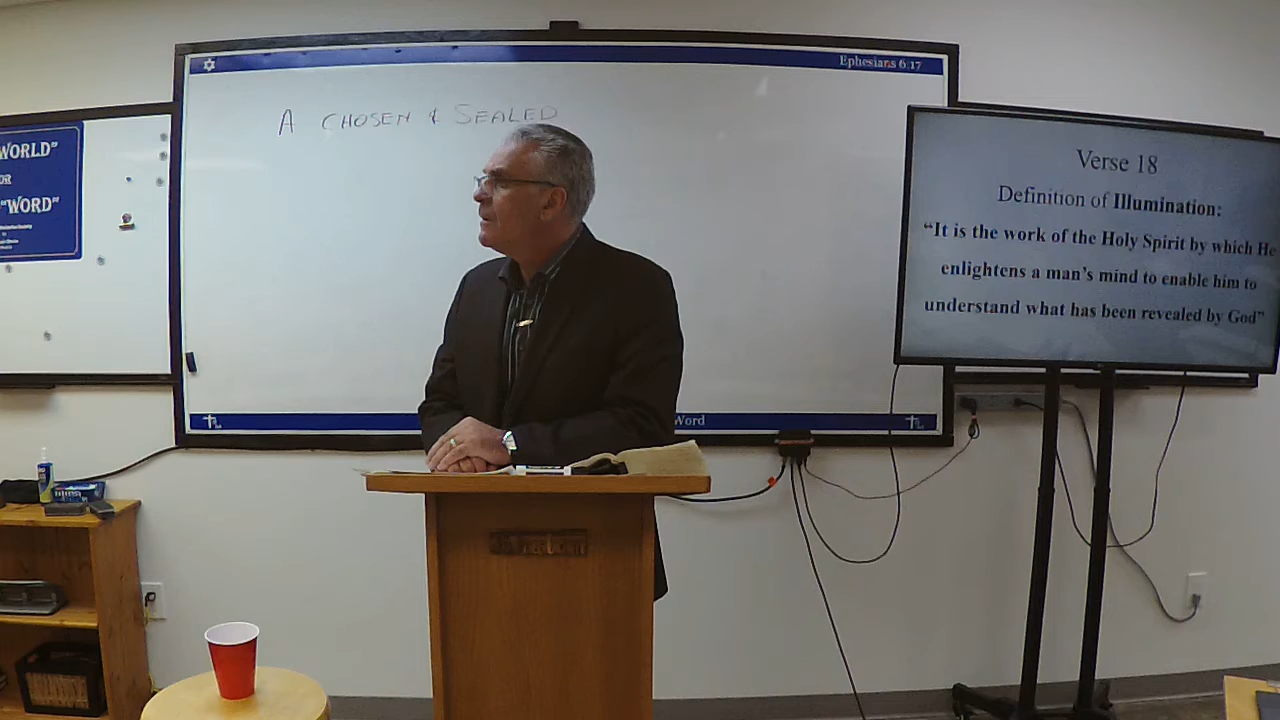 WORLD"
OR
"WORD"
Ephesians 6:17
A CHOSEN & SEALED
Word
Verse 18
Definition of Illumination:
“It is the work of the Holy Spirit by which He
enlightens a man’s mind to enable him to
understand what has been revealed by God”